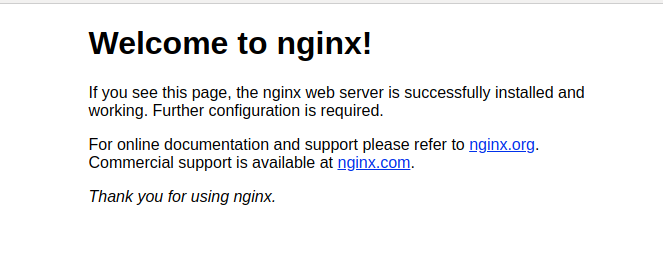 Welcome to nginx!
If you see this page, the nginx web server is successfully installed and
working. Further configuration is required.
For online documentation and support please refer to nginx.org.
Commercial support is available at nginx.com.
Thank you for using nginx.